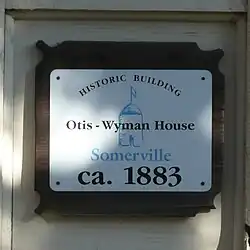 HISTORIC BUILDING
Otis - Wyman House
Somerville
ca. 1883